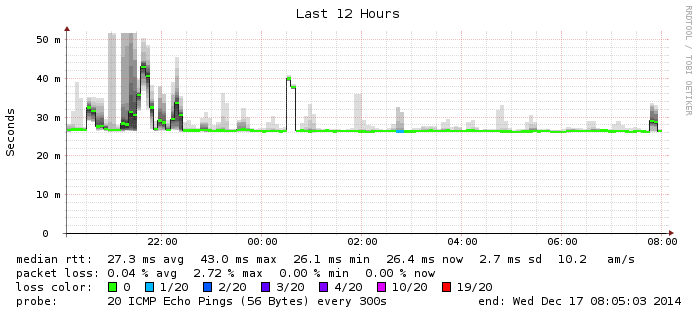 Last 12 Hours
RRDTOOL / TOBI OETIKER
Seconds
50 m
40 m
30 m
20 m
10 m
0
22:00 00:00 02:00 04:00 06:00 08:00
median rtt: 27.3 ms avg 43.0 ms max 26.1 ms min 26.4 ms now 2.7 ms sd 10.2 am/s
packet loss: 0.04 % avg 2.72 % max 0.00 % min 0.00 % now
loss color: 0 1/20 2/20 3/20 4/20 10/20 19/20
probe: 20 ICMP Echo Pings (56 Bytes) every 300s end: Wed Dec 17 08:05:03 2014